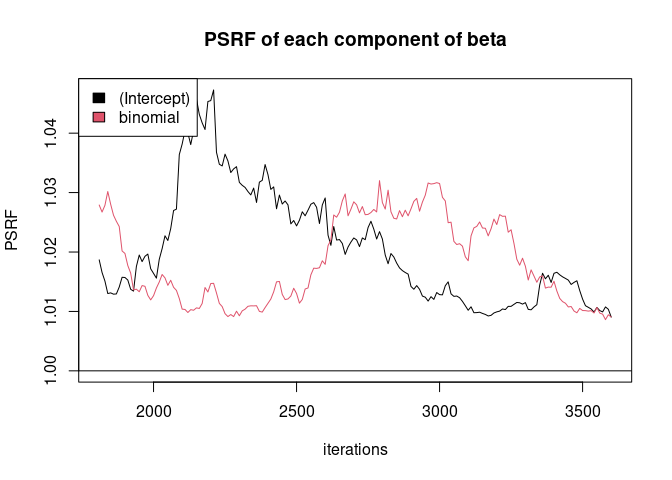 PSRF of each component of beta
(Intercept)
binomial
PSRF
1.04
1.03
1.02
1.01
1.00
2000 2500 3000 3500
iterations